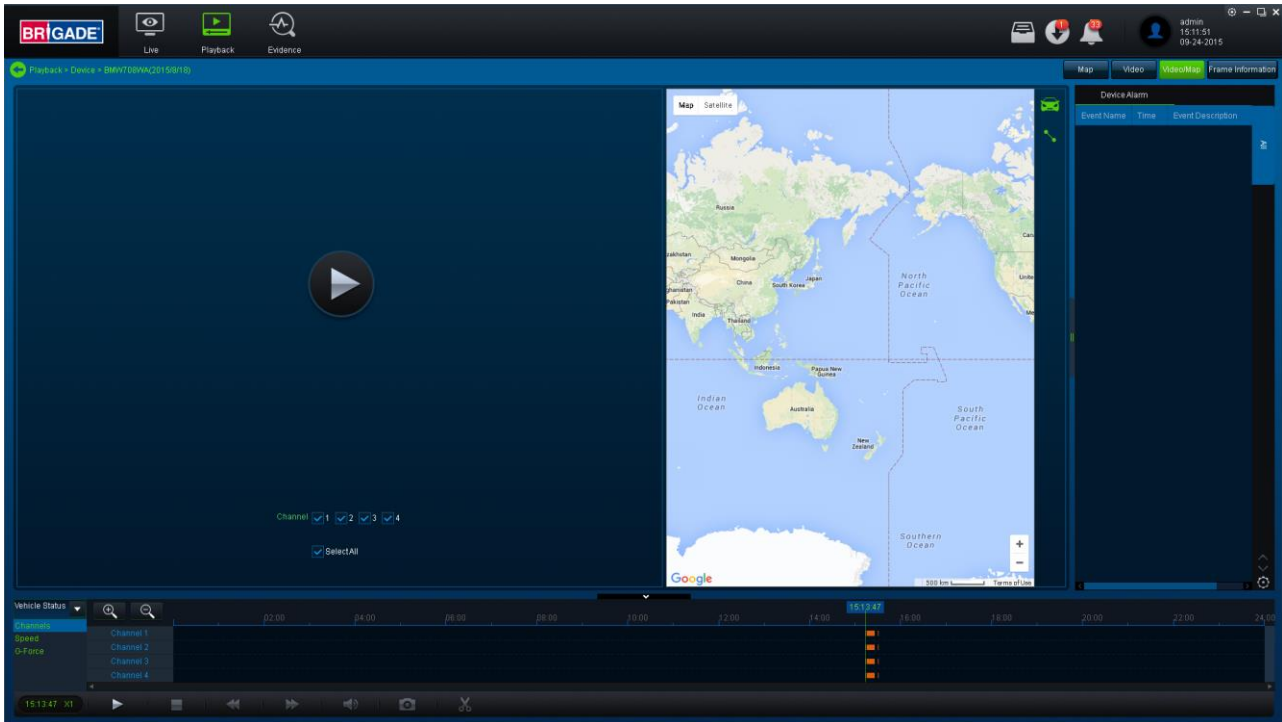 BRIGADE
Live
Playback
Evidence
1
33
admin
15:11:51
09-24-2015
Playback > Device > BMW708WA(2015/8/18)
Map
Video
Video/Map
Frame Information
Map
Satellite
Russia
Mongolia
China
South Korea
Japan
Pakistan
India
Thailand
Indonesia
Papua New
Guinea
Australia
New
Zealand
North
Pacific
Ocean
Indian
Ocean
South
Pacific
Ocean
Southern
Ocean
+
−
Google
500 km
Terms of Use
Device Alarm
Event Name Time Event Description
All
Channel 1 2 3 4
SelectAll
Vehicle Status
Channels
Speed
G-Force
15:13:47
02:00 04:00 06:00 08:00 10:00 12:00 14:00 16:00 18:00 20:00 22:00 24:00
Channel 1
Channel 2
Channel 3
Channel 4
15:13:47 X1